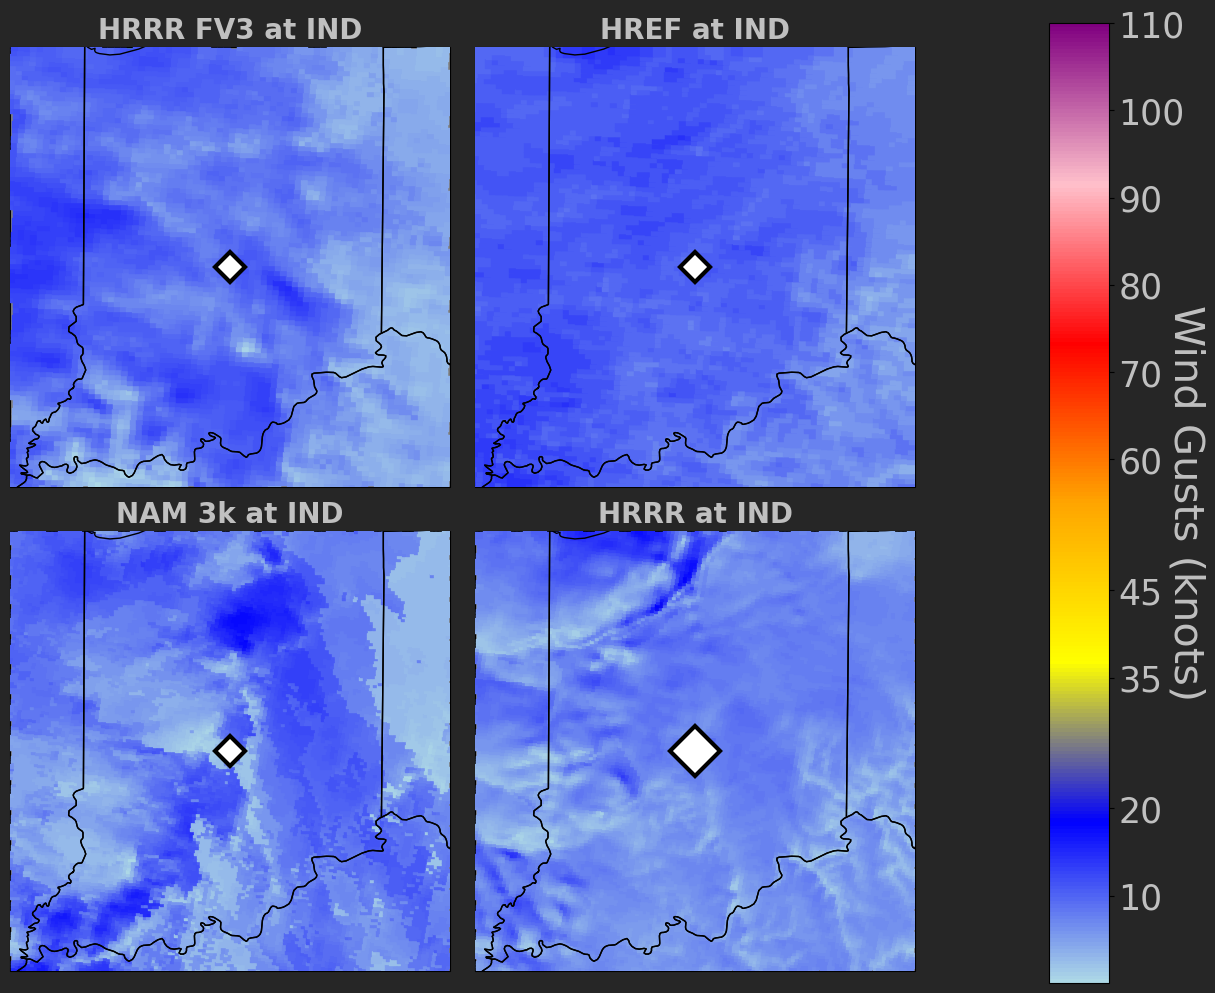 HRRR FV3 at IND
HREF at IND
NAM 3k at IND
HRRR at IND
110
100
90
80
70
60
45
35
20
10
Wind Gusts (knots)